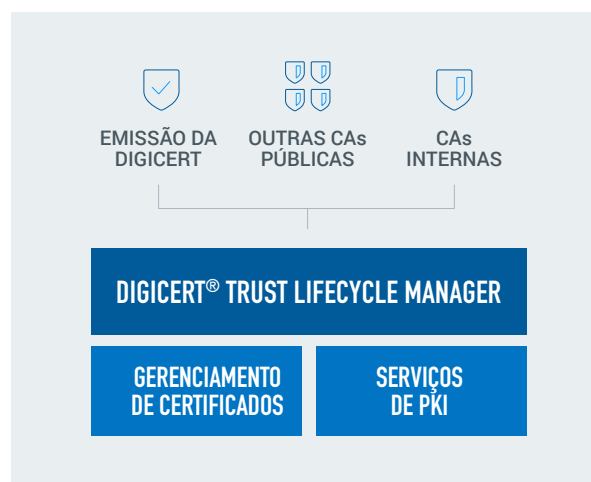 EMISSÃO DA
DIGICERT
OUTRAS CAs
PÚBLICAS
CAs
INTERNAS
DIGICERT® TRUST LIFECYCLE MANAGER
GERENCIAMENTO
DE CERTIFICADOS
SERVIÇOS
DE PKI